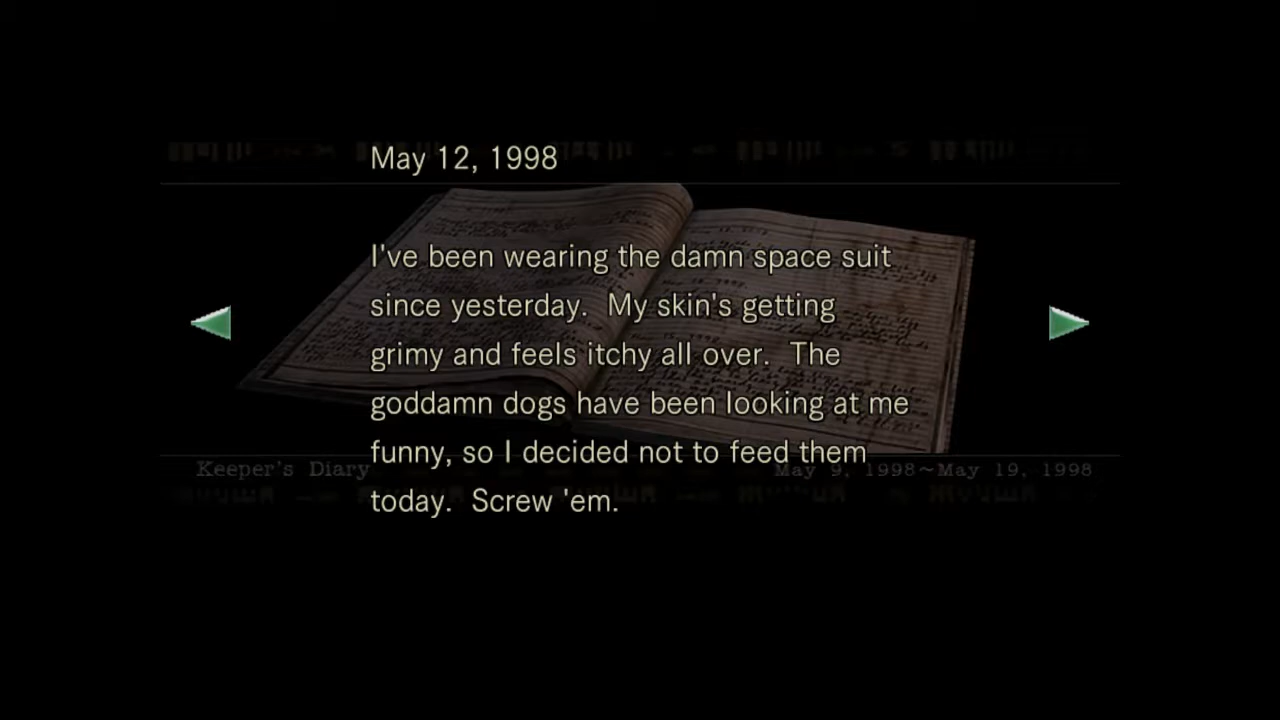 May 12, 1998
I've been wearing the damn space suit
since yesterday.  My skin's getting
grimy and feels itchy all over.  The
goddamn dogs have been looking at me
funny, so I decided not to feed them
today.  Screw 'em.
Keeper's Diary
May 9, 1998~May 19, 1998